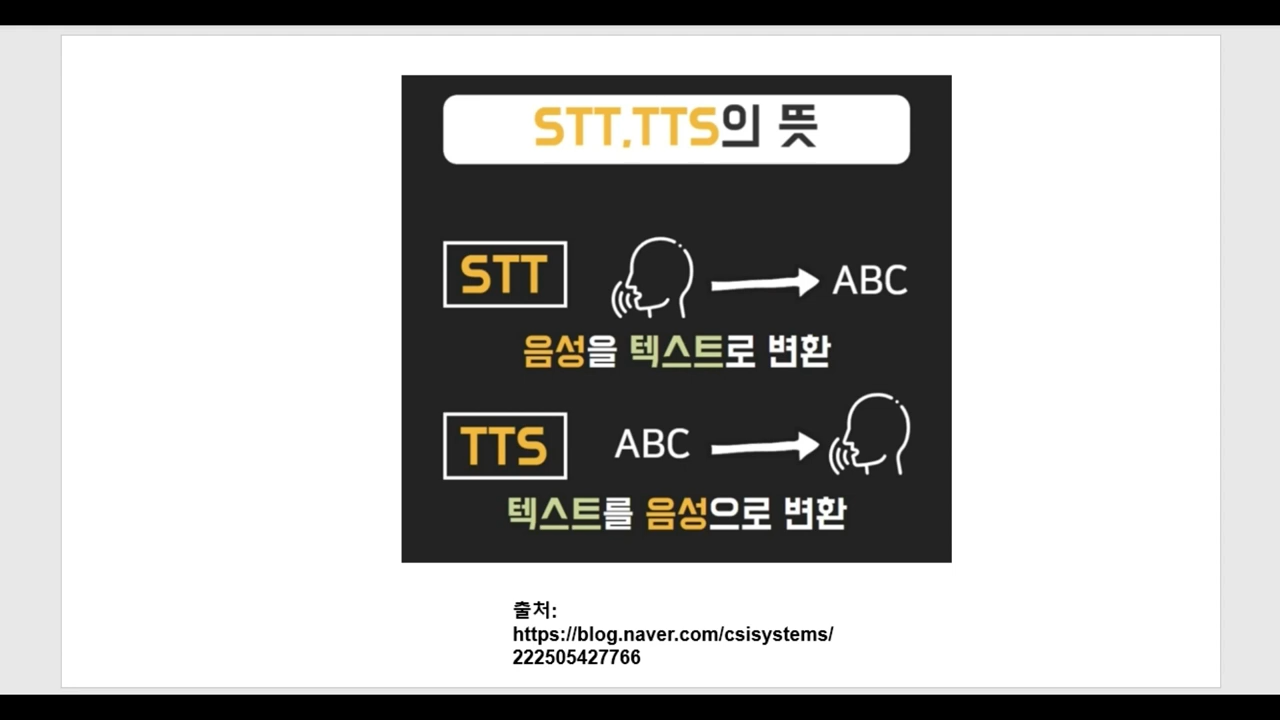 STT,TTS의 뜻
STT
ABC
음성을 텍스트로 변환
TTS
ABC
텍스트를 음성으로 변환
출처:
https://blog.naver.com/csisystems/
222505427766